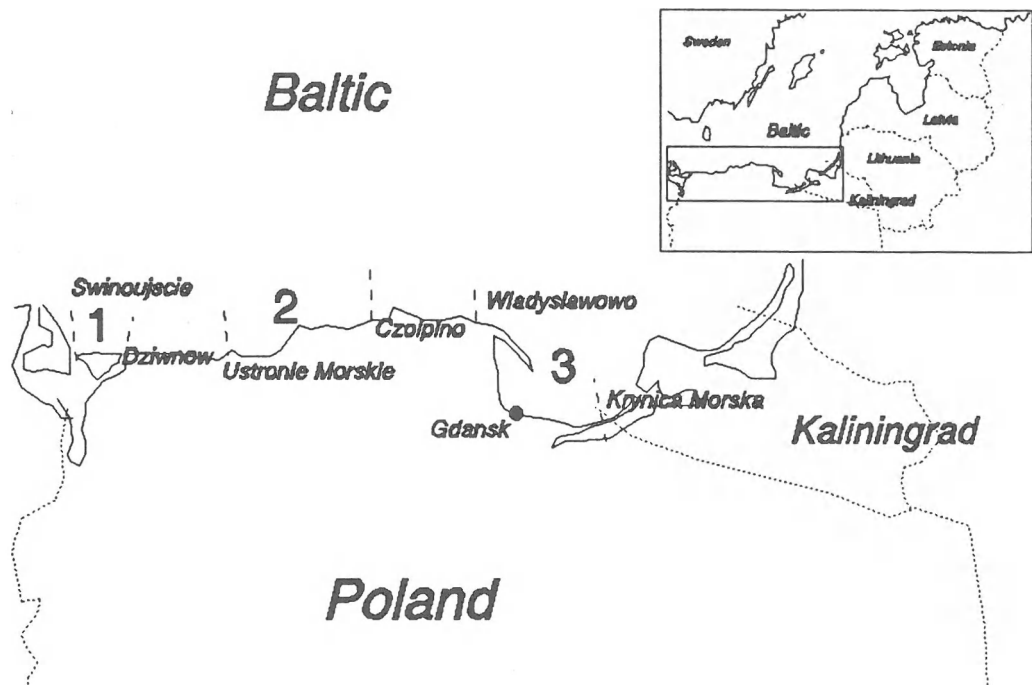 Sweden
Estonia
Latvia
Baltic
Lithuania
Kaliningrad
Baltic
Swinoujscie
1
2
3
Dziwnow
Ustronie Morskie
Czolpino
Wladyslawowo
Krynica Morska
Gdansk
Kaliningrad
Poland